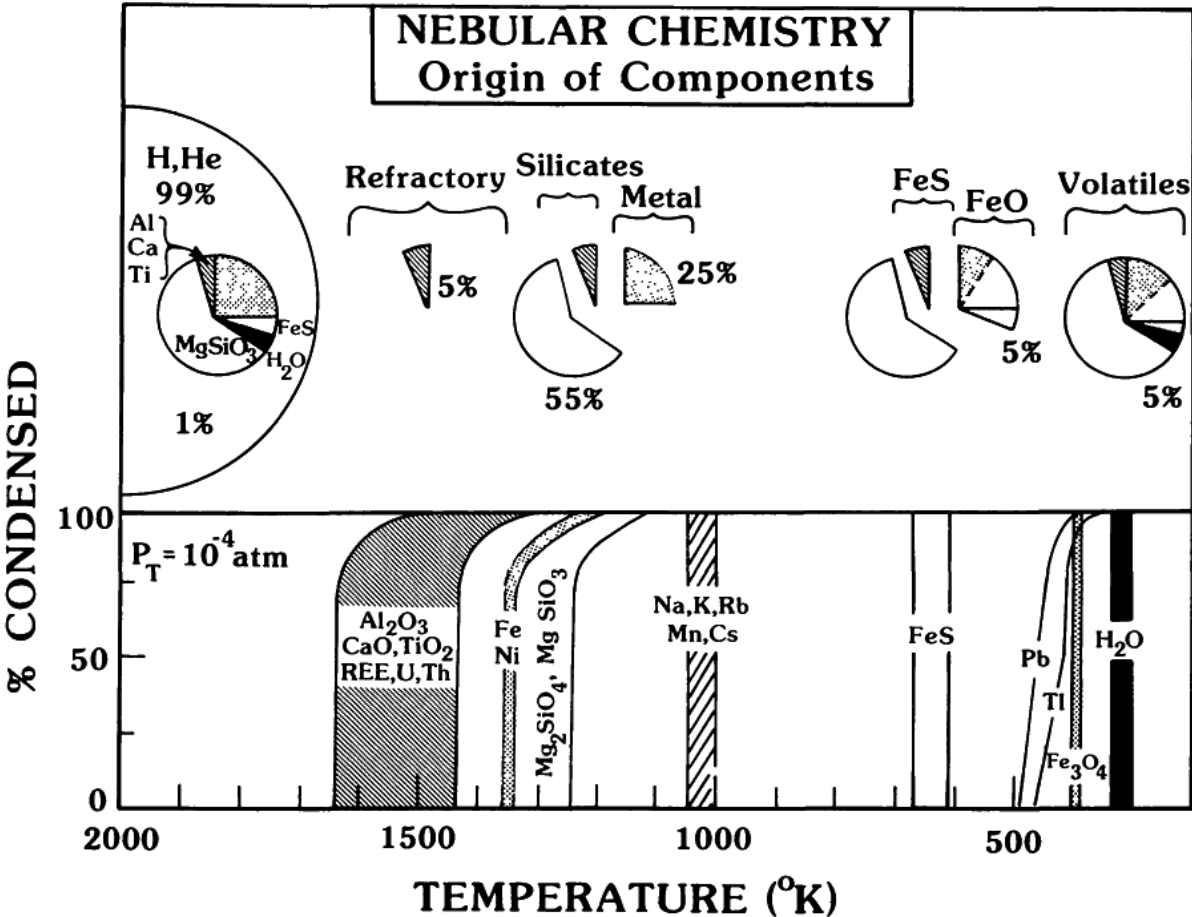 NEBULAR CHEMISTRY
Origin of Components
H,He
99%
Al
Ca
Ti
FeS
MgSiO3
H2O
1%
Refractory
5%
Silicates
Metal
25%
55%
FeS
FeO
5%
Volatiles
5%
% CONDENSED
100
50
0
PT = 10-4 atm
Al2O3
CaO,TiO2
REE,U,Th
Fe
Ni
Mg2SiO4, Mg SiO3
Na,K,Rb
Mn,Cs
FeS
Pb
Tl
Fe3O4
H2O
2000
1500
1000
500
TEMPERATURE (°K)